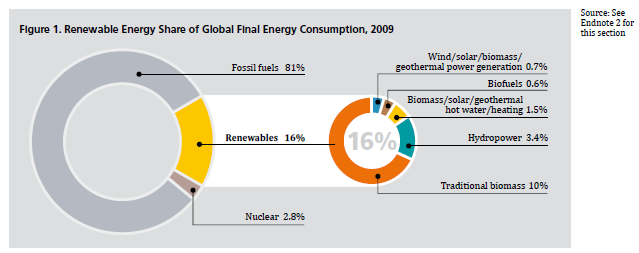 Figure 1. Renewable Energy Share of Global Final Energy Consumption, 2009
Source: See
Endnote 2 for
this section
Fossil fuels 81%
Renewables 16%
Nuclear 2.8%
16%
Wind/solar/biomass/
geothermal power generation 0.7%
Biofuels 0.6%
Biomass/solar/geothermal
hot water/heating 1.5%
Hydropower 3.4%
Traditional biomass 10%